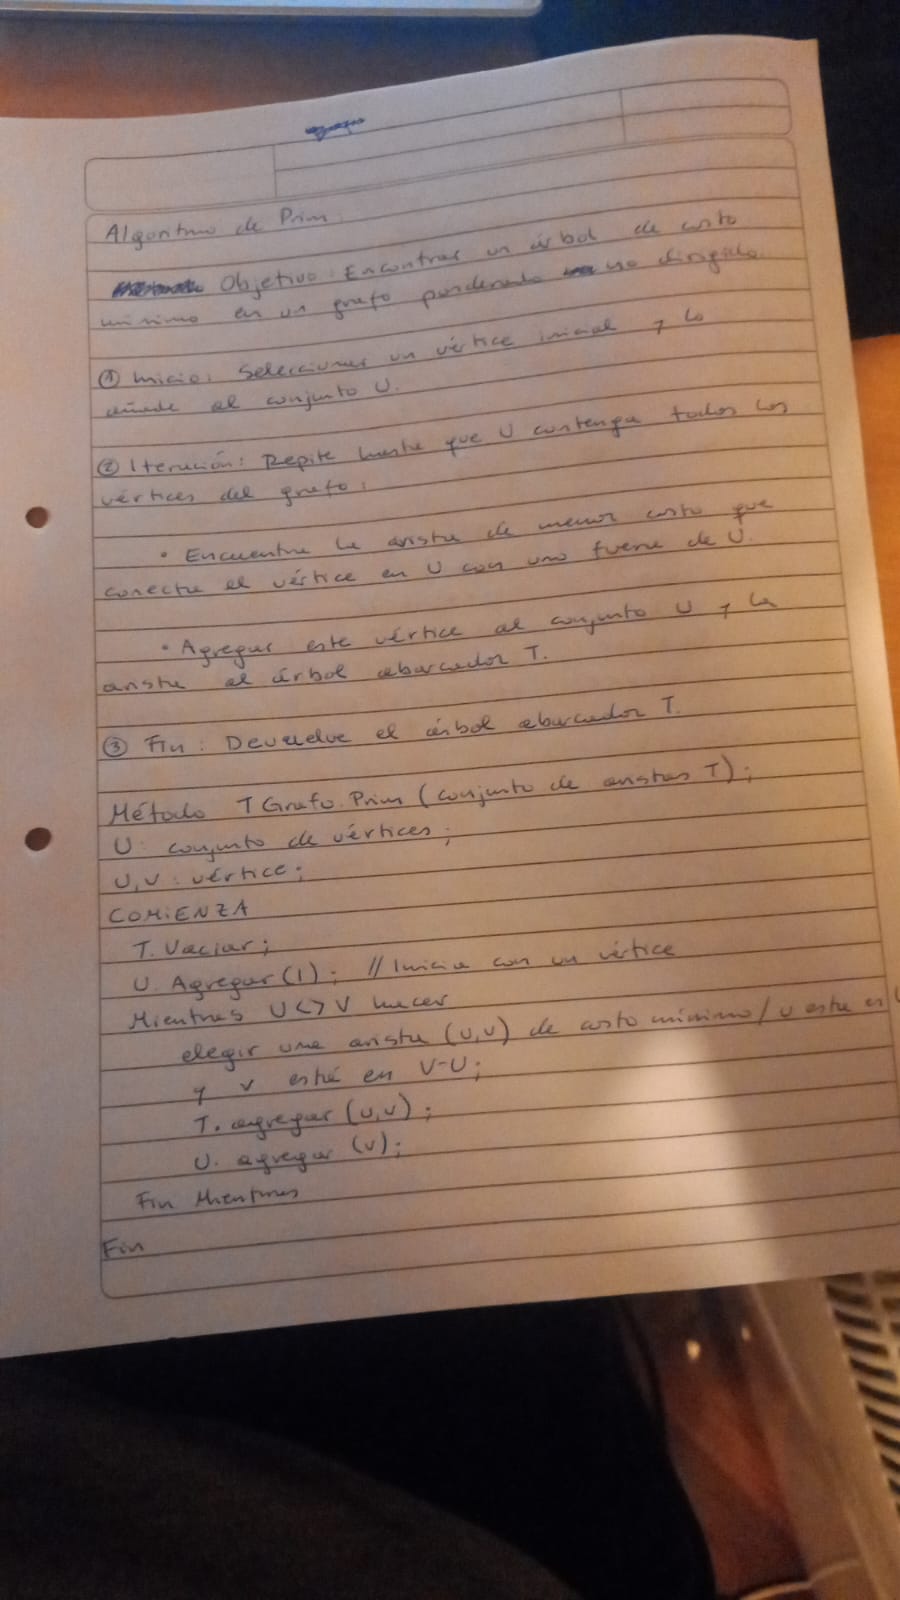 Algoritmo de Prim:
Objetivo: Encontrar un árbol de costo
mínimo en un grafo ponderado no dirigido.
① Inicio: Seleccionar un vértice inicial y lo
añade al conjunto U.
② Iteración: Repite hasta que U contenga todos los
vértices del grafo:
• Encuentra la arista de menor costo que
conecta el vértice en U con uno fuera de U.
• Agregar este vértice al conjunto U y la
arista al árbol abarcador T.
③ Fin: Devuelve el árbol abarcador T.
Método TGrafo.Prim (conjunto de aristas T);
U: conjunto de vértices;
U,V: vértice;
COMIENZA
T. Vaciar;
U. Agregar(1); // Inicia con un vértice
Mientras U<>V hacer
elegir una arista (u,v) de costo mínimo / u este en U
y v esté en V-U;
T. agregar (u,v);
U. agregar (v);
Fin Mientras
Fin